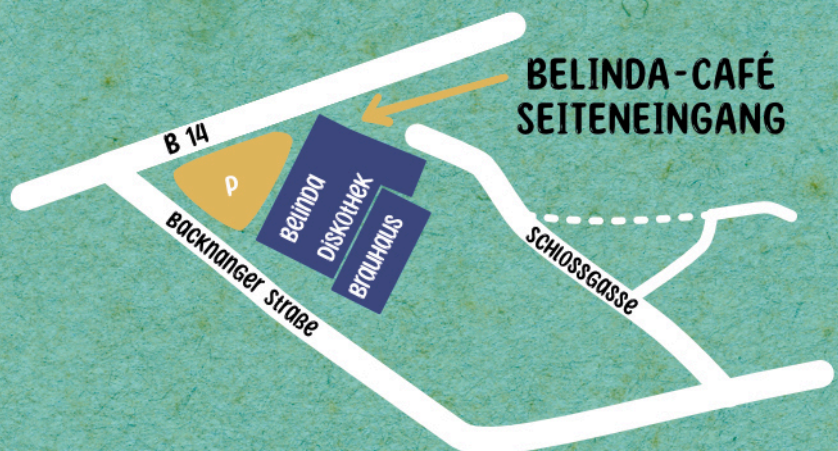 BELINDA-CAFÉ
SEITENEINGANG
B 14
P
Belinda
Diskothek
Brauhaus
Backnanger Straße
Schlossgasse